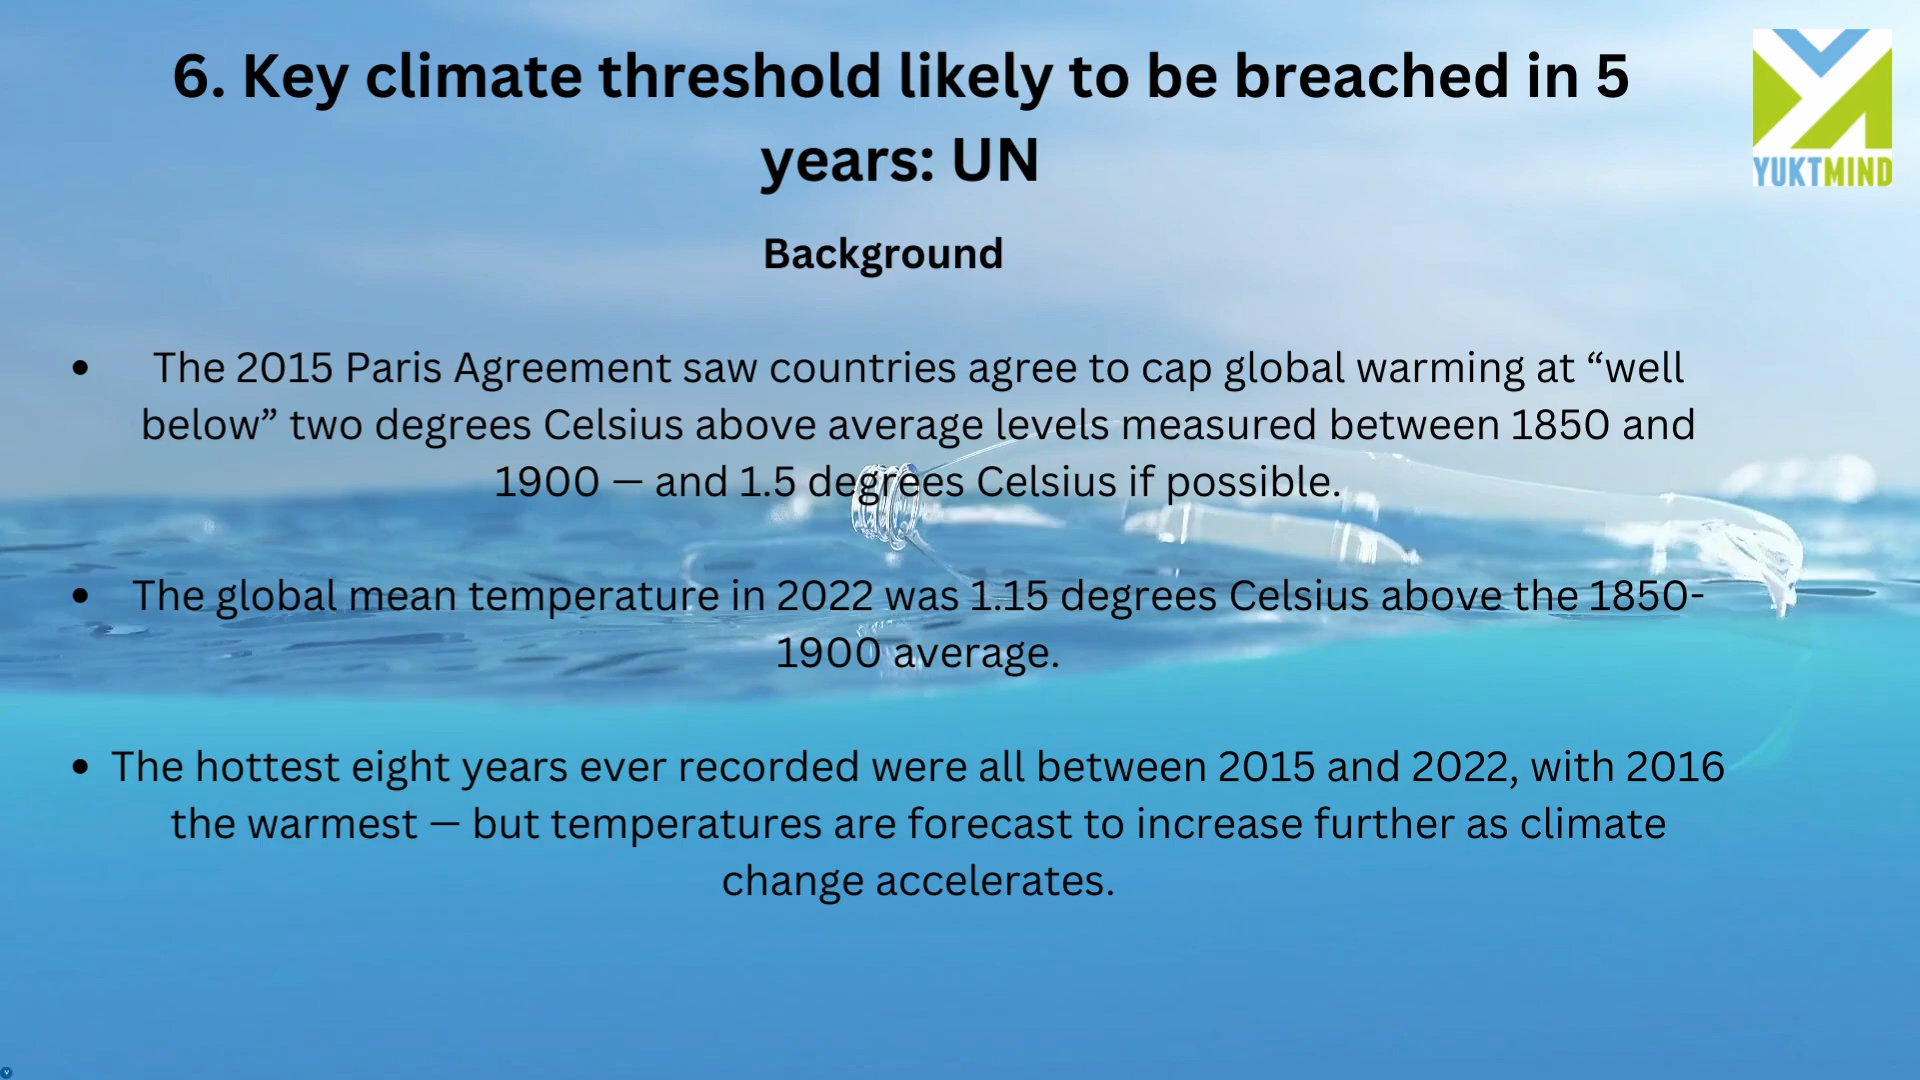 6. Key climate threshold likely to be breached in 5
years: UN
YUKTMIND
Background
• The 2015 Paris Agreement saw countries agree to cap global warming at “well
below” two degrees Celsius above average levels measured between 1850 and
1900 — and 1.5 degrees Celsius if possible.
• The global mean temperature in 2022 was 1.15 degrees Celsius above the 1850-
1900 average.
• The hottest eight years ever recorded were all between 2015 and 2022, with 2016
the warmest — but temperatures are forecast to increase further as climate
change accelerates.